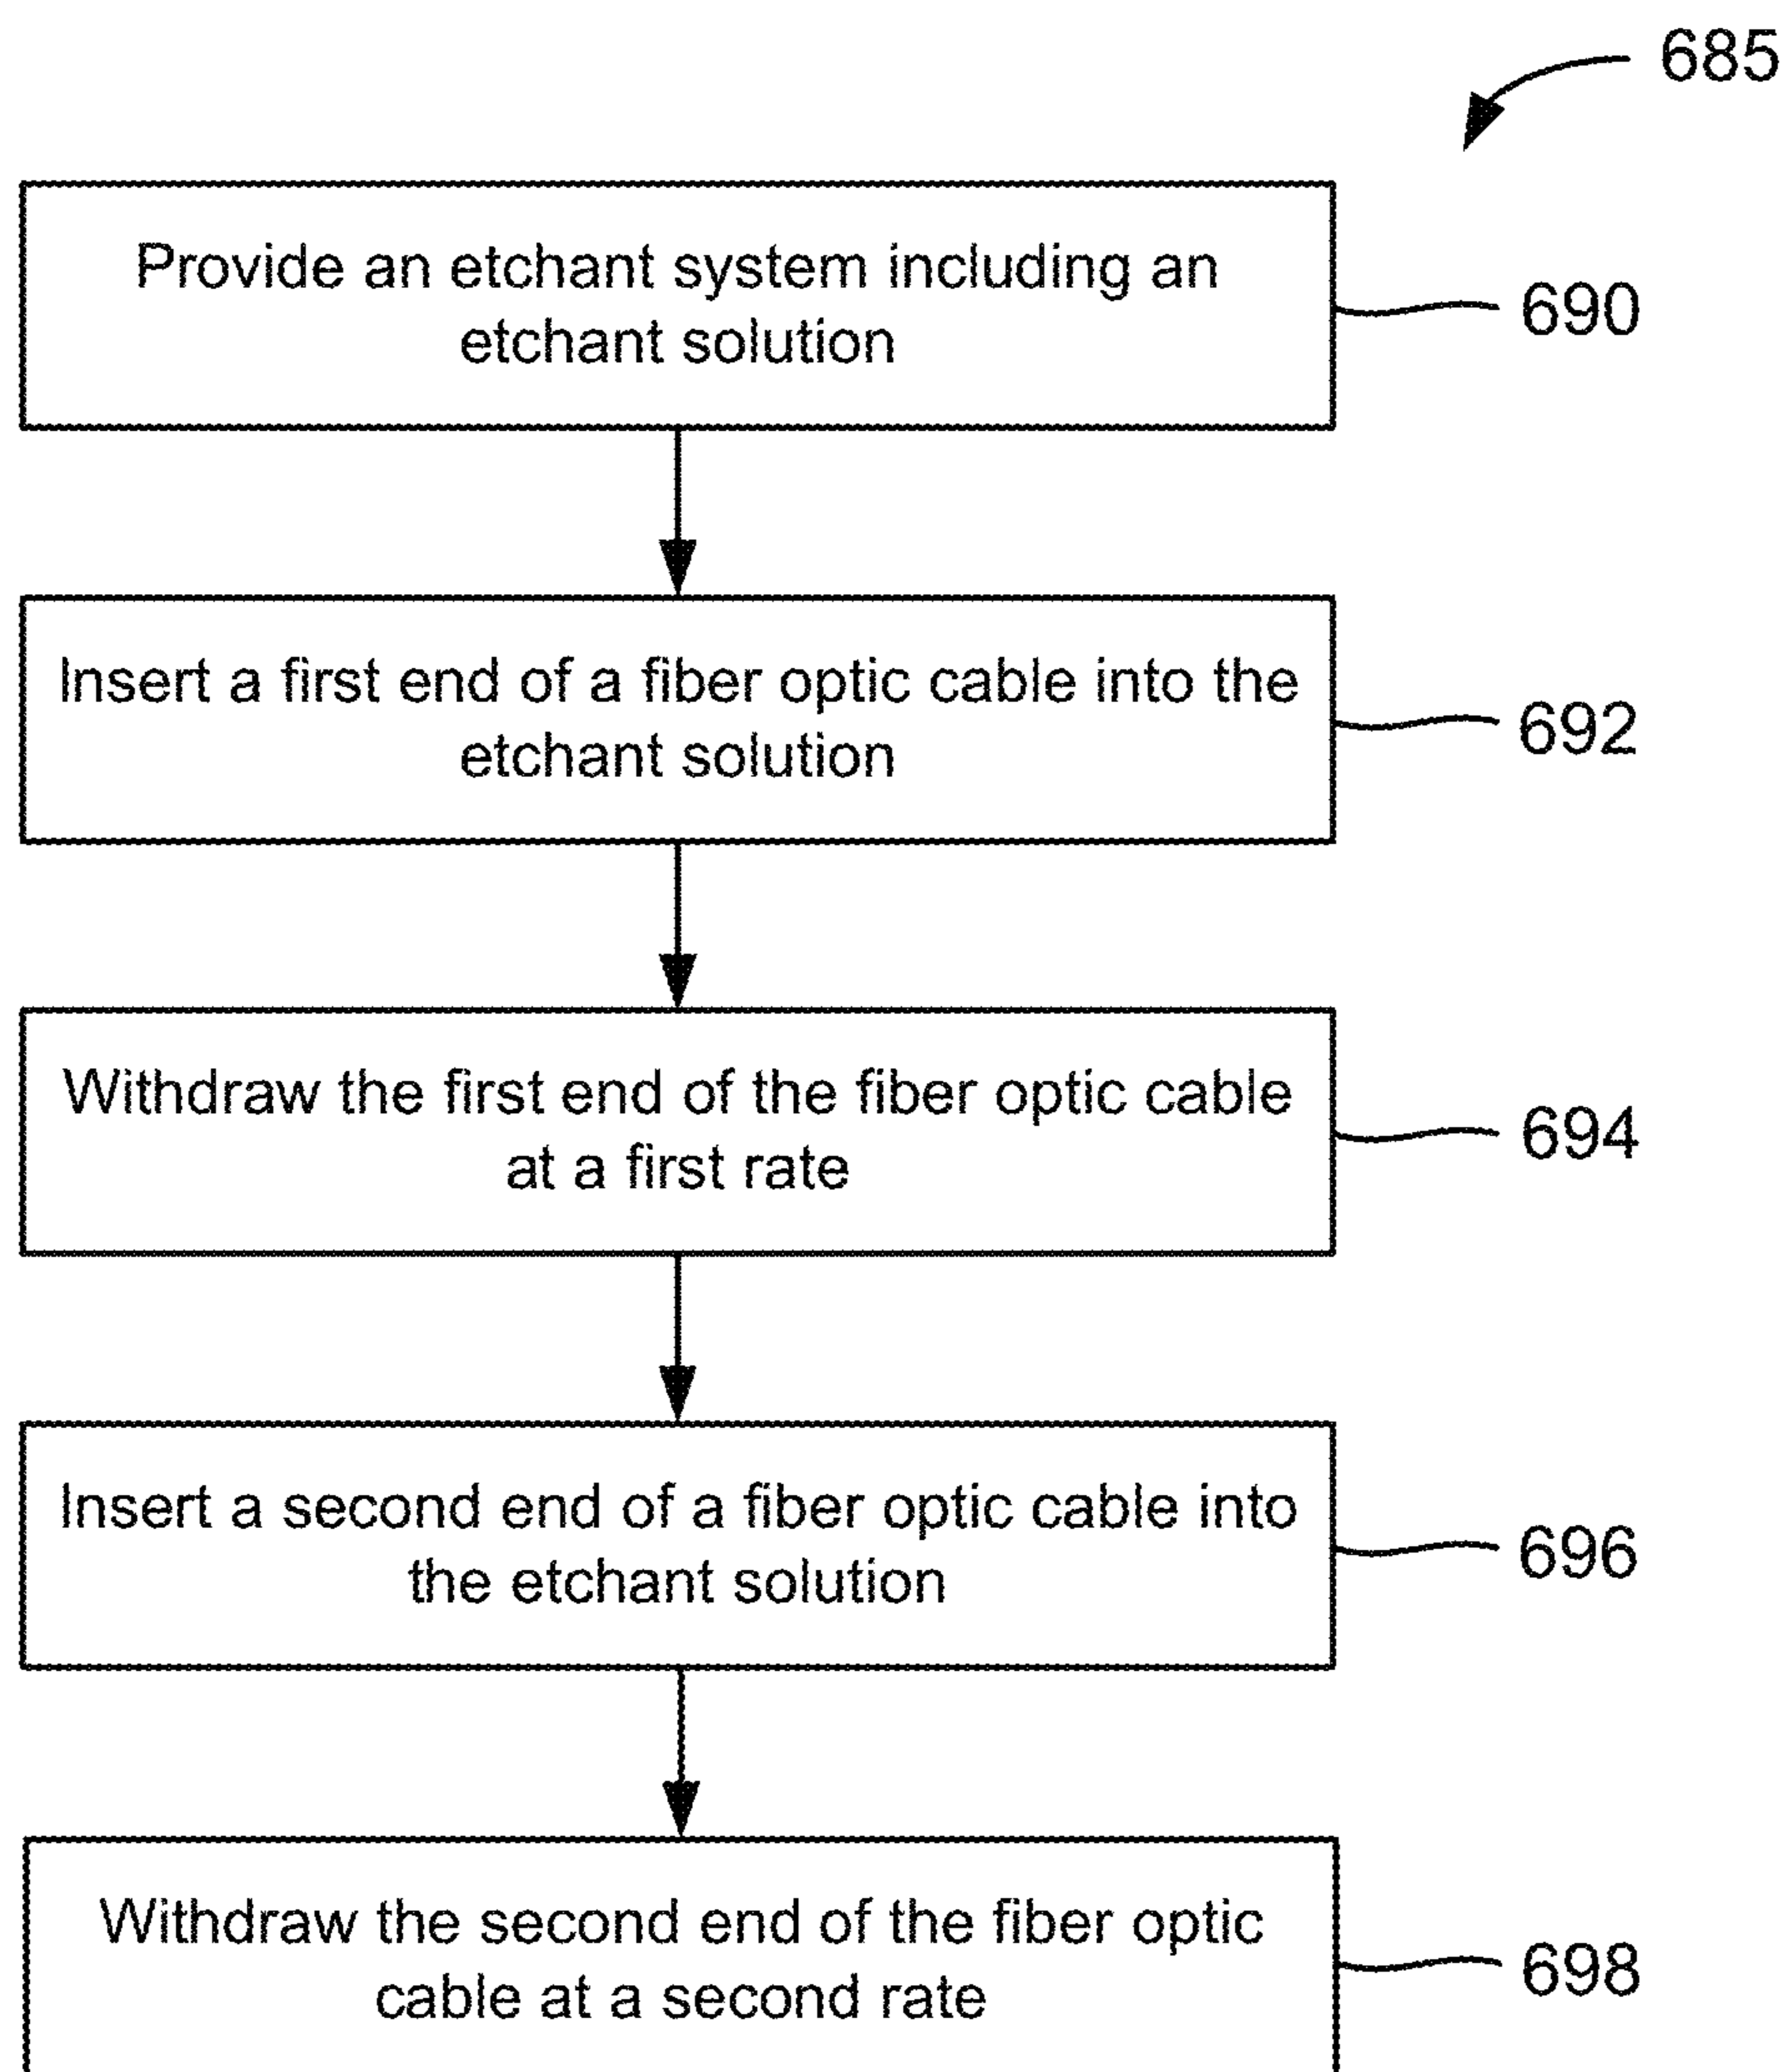 685
Provide an etchant system including an
etchant solution
690
Insert a first end of a fiber optic cable into the
etchant solution
692
Withdraw the first end of the fiber optic cable
at a first rate
694
Insert a second end of a fiber optic cable into
the etchant solution
696
Withdraw the second end of the fiber optic
cable at a second rate
698